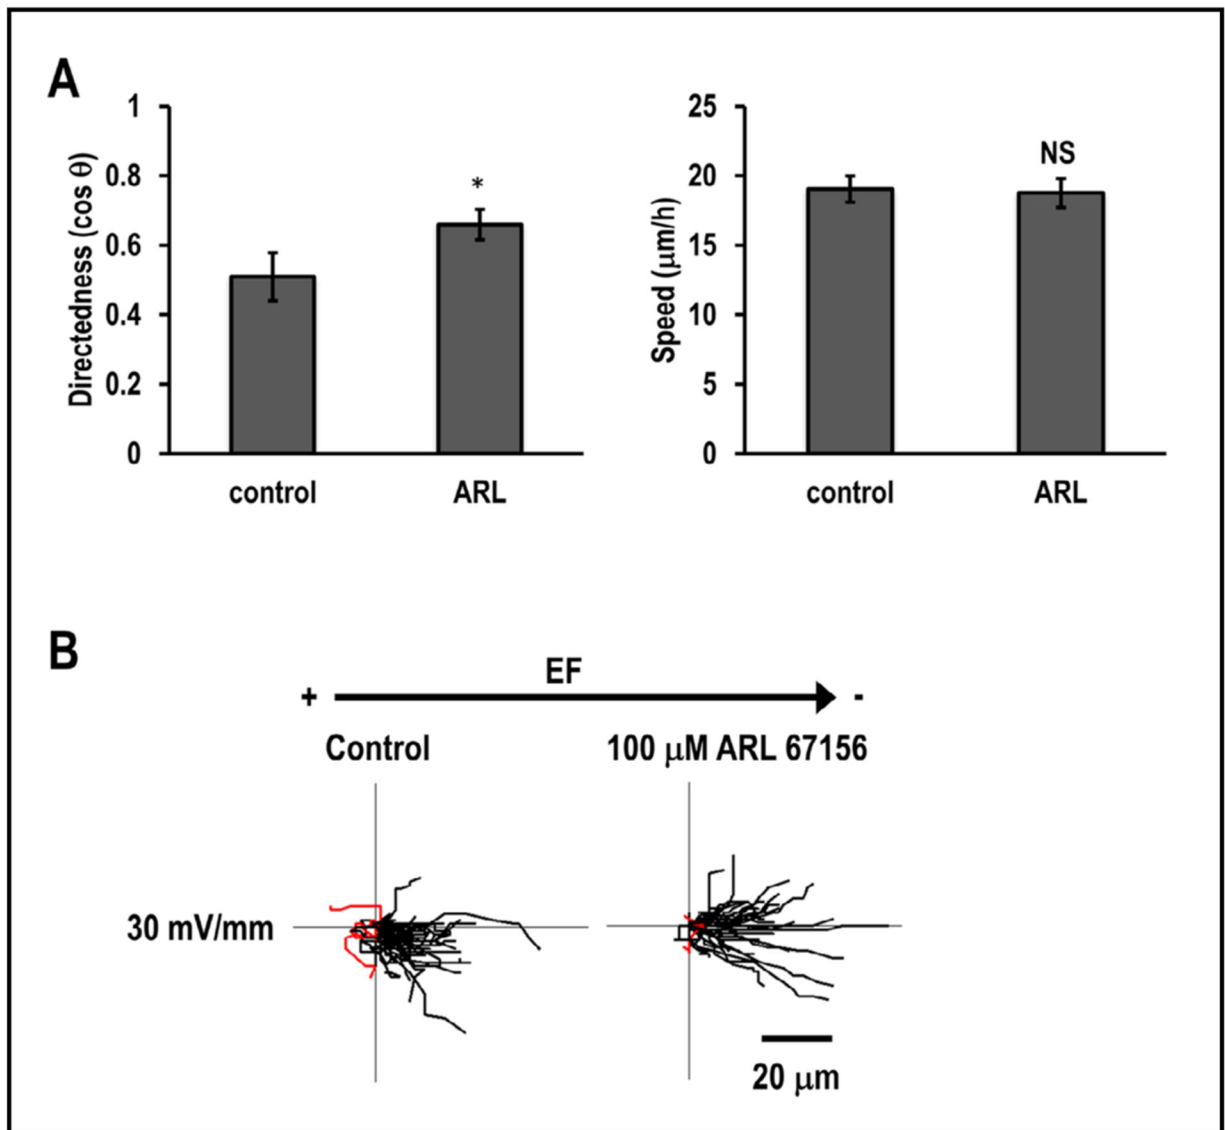 A
1
0.8
0.6
0.4
0.2
0
Directedness (cos θ)
*
control
ARL
25
20
15
10
5
0
Speed (μm/h)
NS
control
ARL
B
EF
+
-
Control
100 μM ARL 67156
30 mV/mm
20 μm